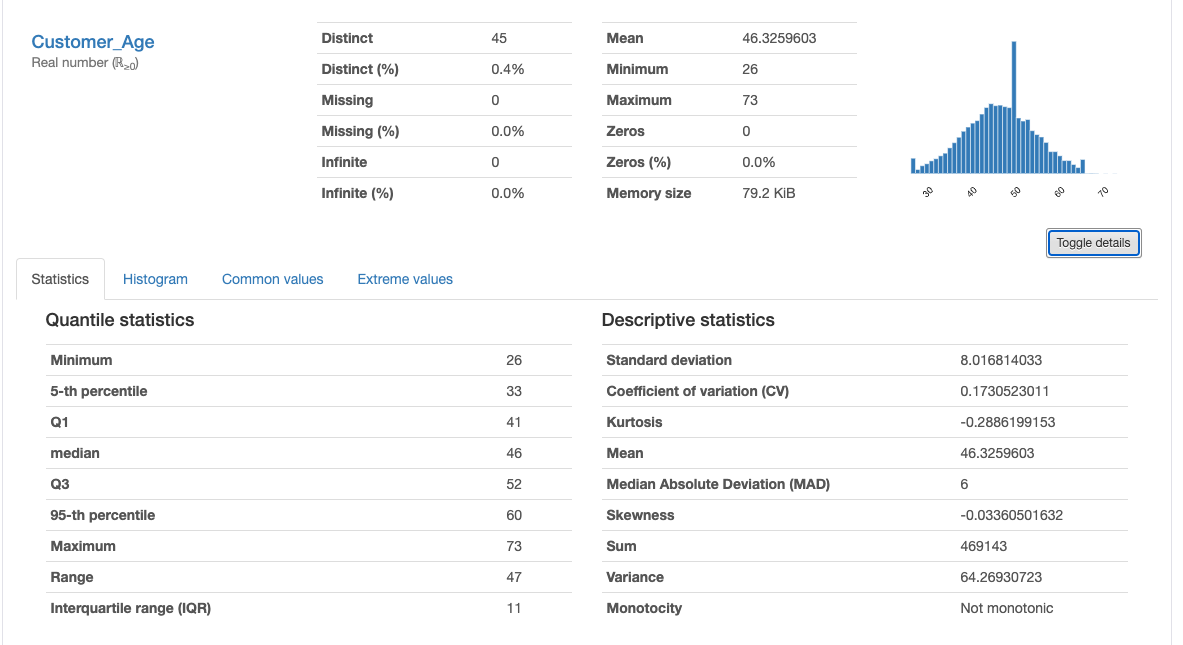 Customer_Age
Real number (ℝ≥0)
Distinct 45
Distinct (%) 0.4%
Missing 0
Missing (%) 0.0%
Infinite 0
Infinite (%) 0.0%
Mean 46.3259603
Minimum 26
Maximum 73
Zeros 0
Zeros (%) 0.0%
Memory size 79.2 KiB
30 40 50 60 70
Toggle details
Statistics Histogram Common values Extreme values
Quantile statistics
Minimum 26
5-th percentile 33
Q1 41
median 46
Q3 52
95-th percentile 60
Maximum 73
Range 47
Interquartile range (IQR) 11
Descriptive statistics
Standard deviation 8.016814033
Coefficient of variation (CV) 0.1730523011
Kurtosis -0.2886199153
Mean 46.3259603
Median Absolute Deviation (MAD) 6
Skewness -0.03360501632
Sum 469143
Variance 64.26930723
Monotocity Not monotonic